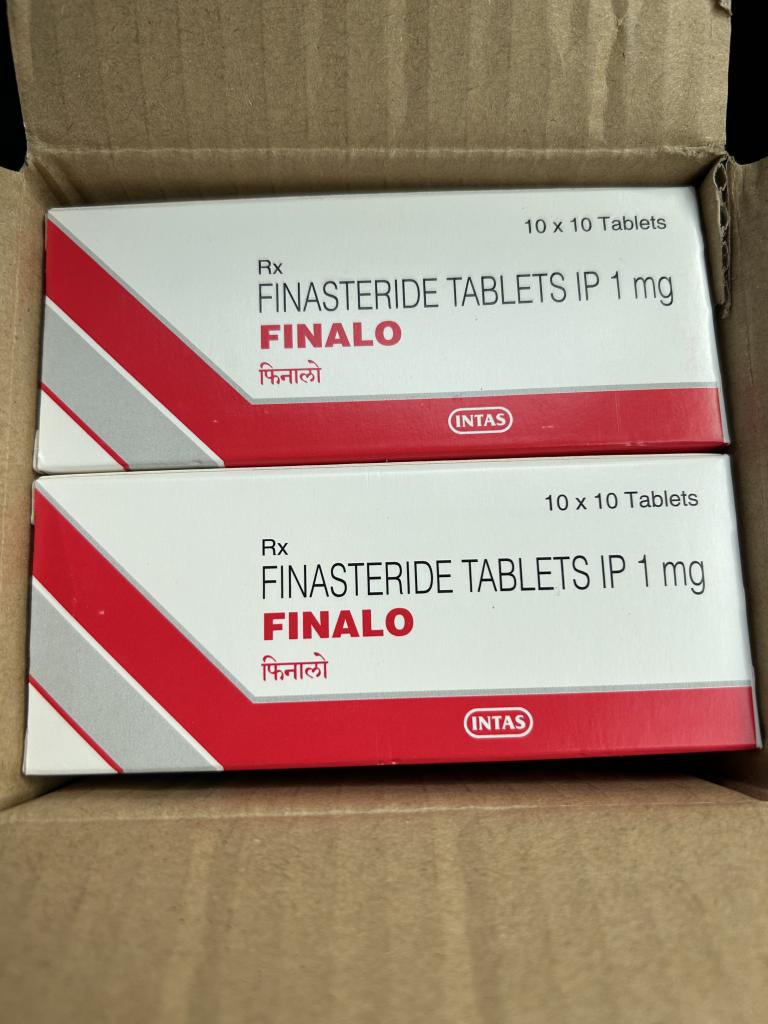 10 x 10 Tablets
Rx
FINASTERIDE TABLETS IP 1 mg
FINALO
फिनालो
INTAS
10 x 10 Tablets
Rx
FINASTERIDE TABLETS IP 1 mg
FINALO
फिनालो
INTAS